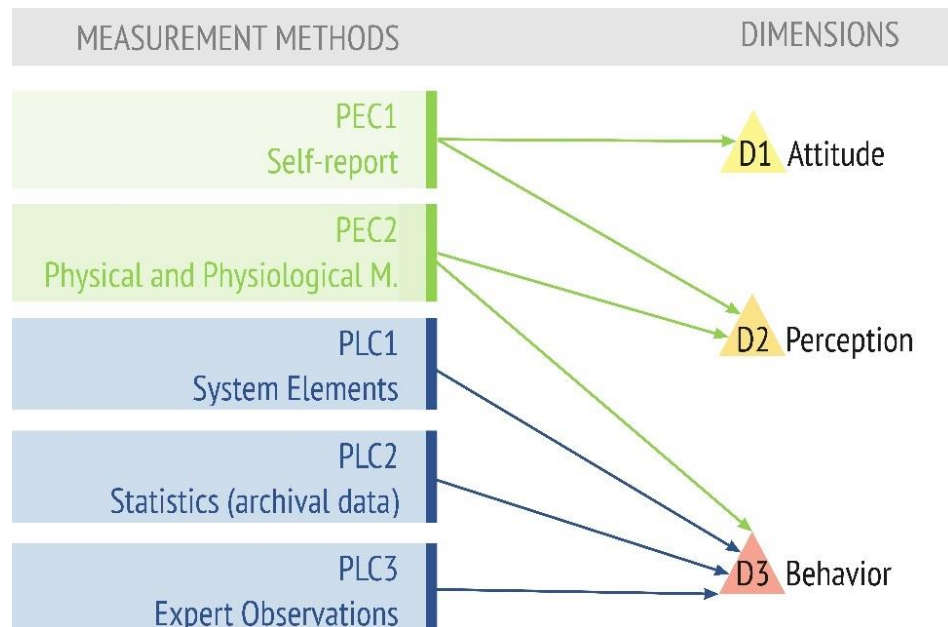 MEASUREMENT METHODS
DIMENSIONS
PEC1
Self-report
PEC2
Physical and Physiological M.
PLC1
System Elements
PLC2
Statistics (archival data)
PLC3
Expert Observations
D1 Attitude
D2 Perception
D3 Behavior